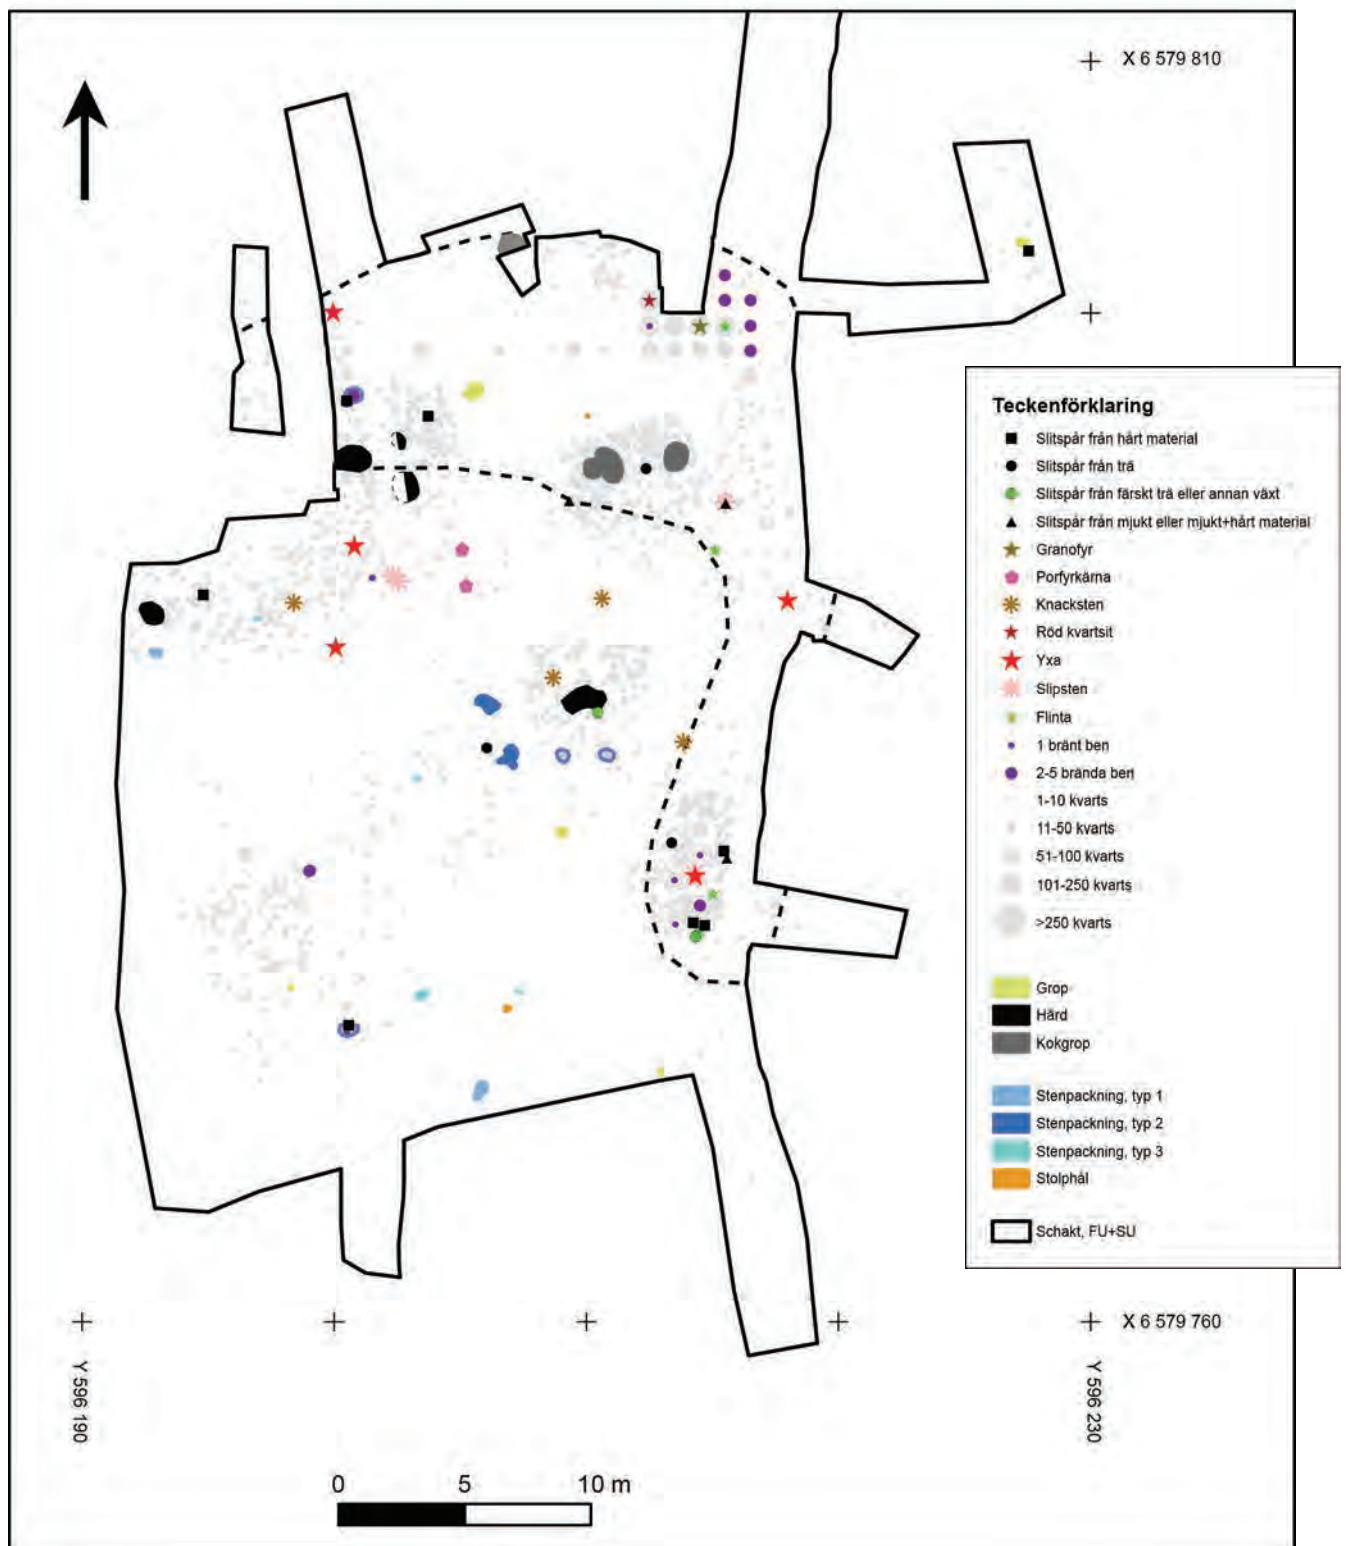 X 6 579 810
Teckenförklaring
Slitspår från hårt material
Slitspår från trä
Slitspår från färskt trä eller annan växt
Slitspår från mjukt eller mjukt+hårt material
Granofyr
Porfyrkärna
Knacksten
Röd kvartsit
Yxa
Slipsten
Flinta
1 bränt ben
2-5 brända ben
1-10 kvarts
11-50 kvarts
51-100 kvarts
101-250 kvarts
>250 kvarts
Grop
Härd
Kokgrop
Stenpackning, typ 1
Stenpackning, typ 2
Stenpackning, typ 3
Stolphål
Schakt, FU+SU
X 6 579 760
Y 596 190
Y 596 230
0 5 10 m